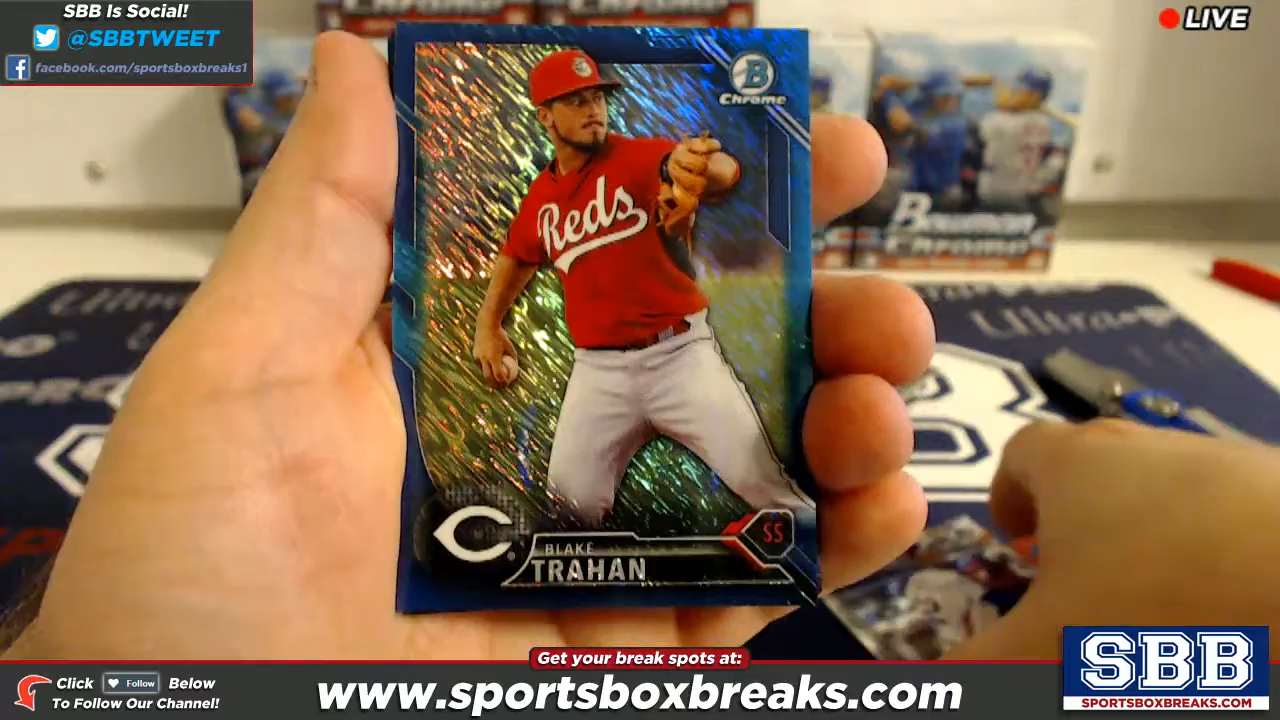 SBB Is Social!
@SBBTWEET
facebook.com/sportsboxbreaks1
LIVE
B
Chrome
Reds
C
BLAKE
TRAHAN
SS
Bowman
Chrome
Ultra
Get your break spots at:
Click Follow Below
To Follow Our Channel!
www.sportsboxbreaks.com
SBB
SPORTSBOXBREAKS.COM